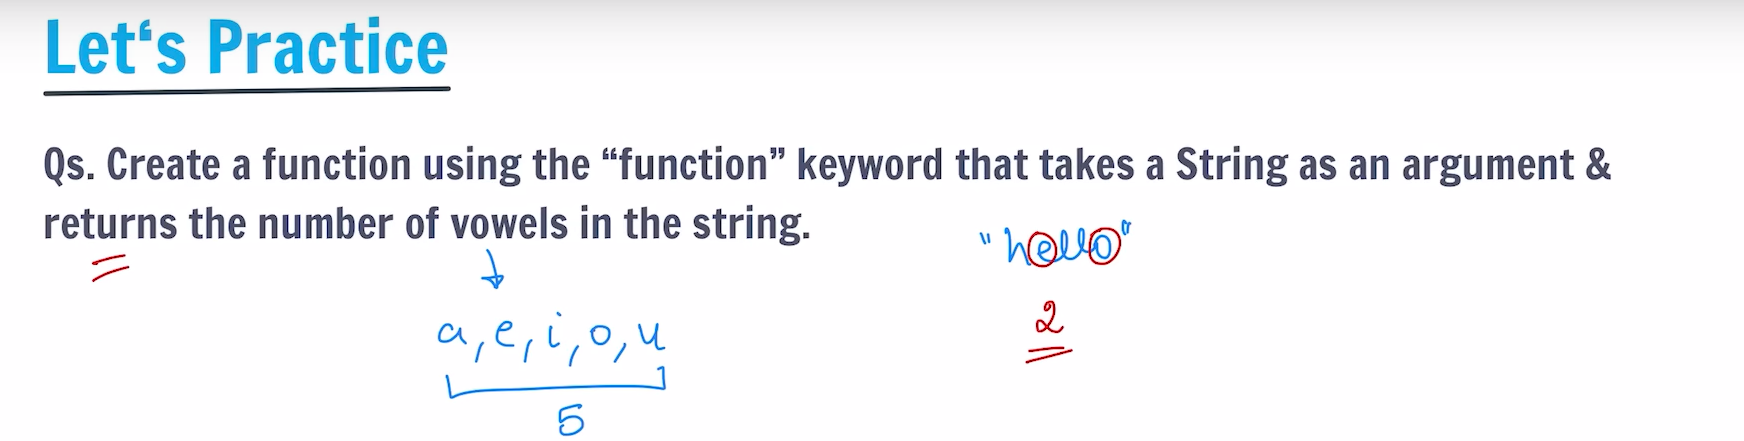 Let‘s Practice
Qs. Create a function using the “function” keyword that takes a String as an argument &
returns the number of vowels in the string.
"hello"
a, e, i, o, u
2
5